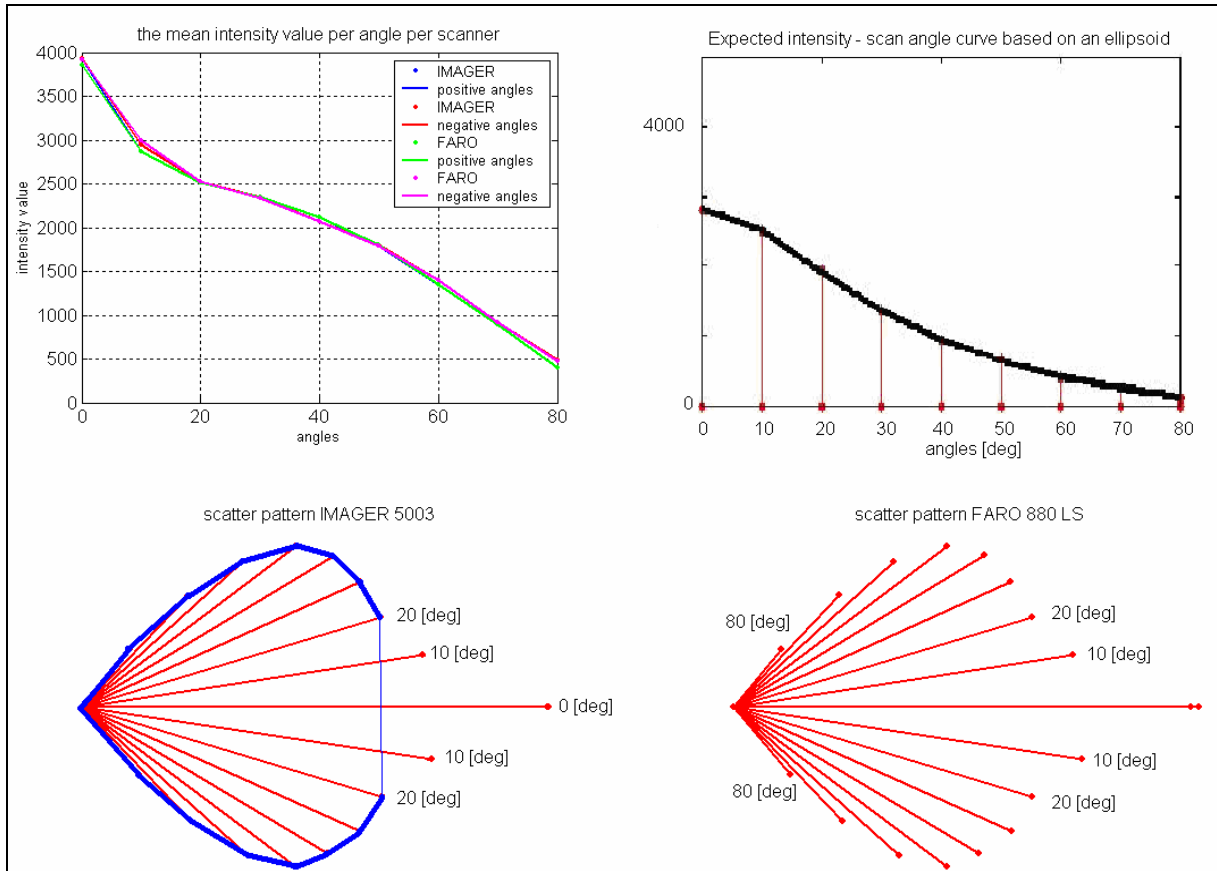 the mean intensity value per angle per scanner
4000
3500
3000
2500
2000
1500
1000
500
0
intensity value
0
20
40
60
80
angles
IMAGER
positive angles
IMAGER
negative angles
FARO
positive angles
FARO
negative angles
Expected intensity - scan angle curve based on an ellipsoid
4000
0
0
10
20
30
40
50
60
70
80
angles [deg]
scatter pattern IMAGER 5003
20 [deg]
10 [deg]
0 [deg]
10 [deg]
20 [deg]
scatter pattern FARO 880 LS
80 [deg]
20 [deg]
10 [deg]
10 [deg]
80 [deg]
20 [deg]